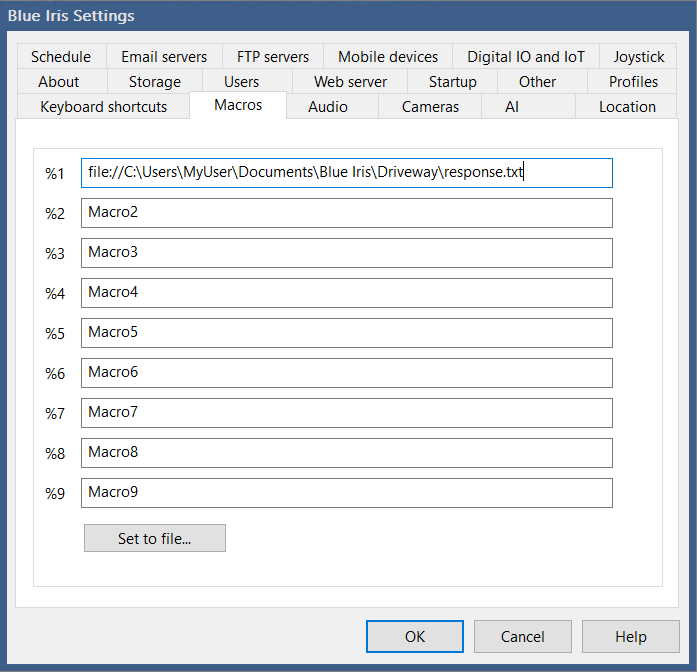 Blue Iris Settings
Schedule Email servers FTP servers Mobile devices Digital IO and IoT Joystick
About Storage Users Web server Startup Other Profiles
Keyboard shortcuts Macros Audio Cameras AI Location
%1 file://C:\Users\MyUser\Documents\Blue Iris\Driveway\response.txt
%2 Macro2
%3 Macro3
%4 Macro4
%5 Macro5
%6 Macro6
%7 Macro7
%8 Macro8
%9 Macro9
Set to file...
OK Cancel Help